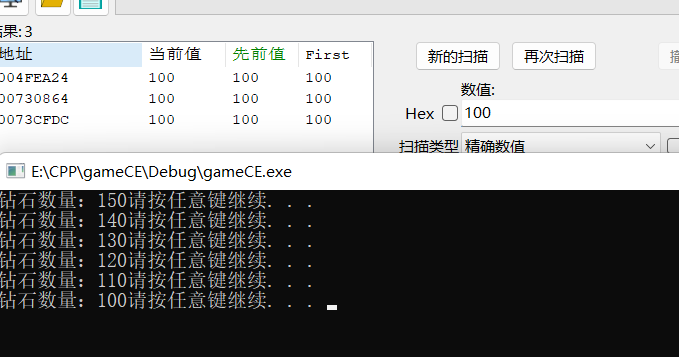 结果: 3
地址 当前值 先前值 First
004FEA24 100 100 100
00730864 100 100 100
0073CFDC 100 100 100
新的扫描 再次扫描
数值:
Hex 100
扫描类型 精确数值
E:\CPP\gameCE\Debug\gameCE.exe
钻石数量：150请按任意键继续. . .
钻石数量：140请按任意键继续. . .
钻石数量：130请按任意键继续. . .
钻石数量：120请按任意键继续. . .
钻石数量：110请按任意键继续. . .
钻石数量：100请按任意键继续. . .